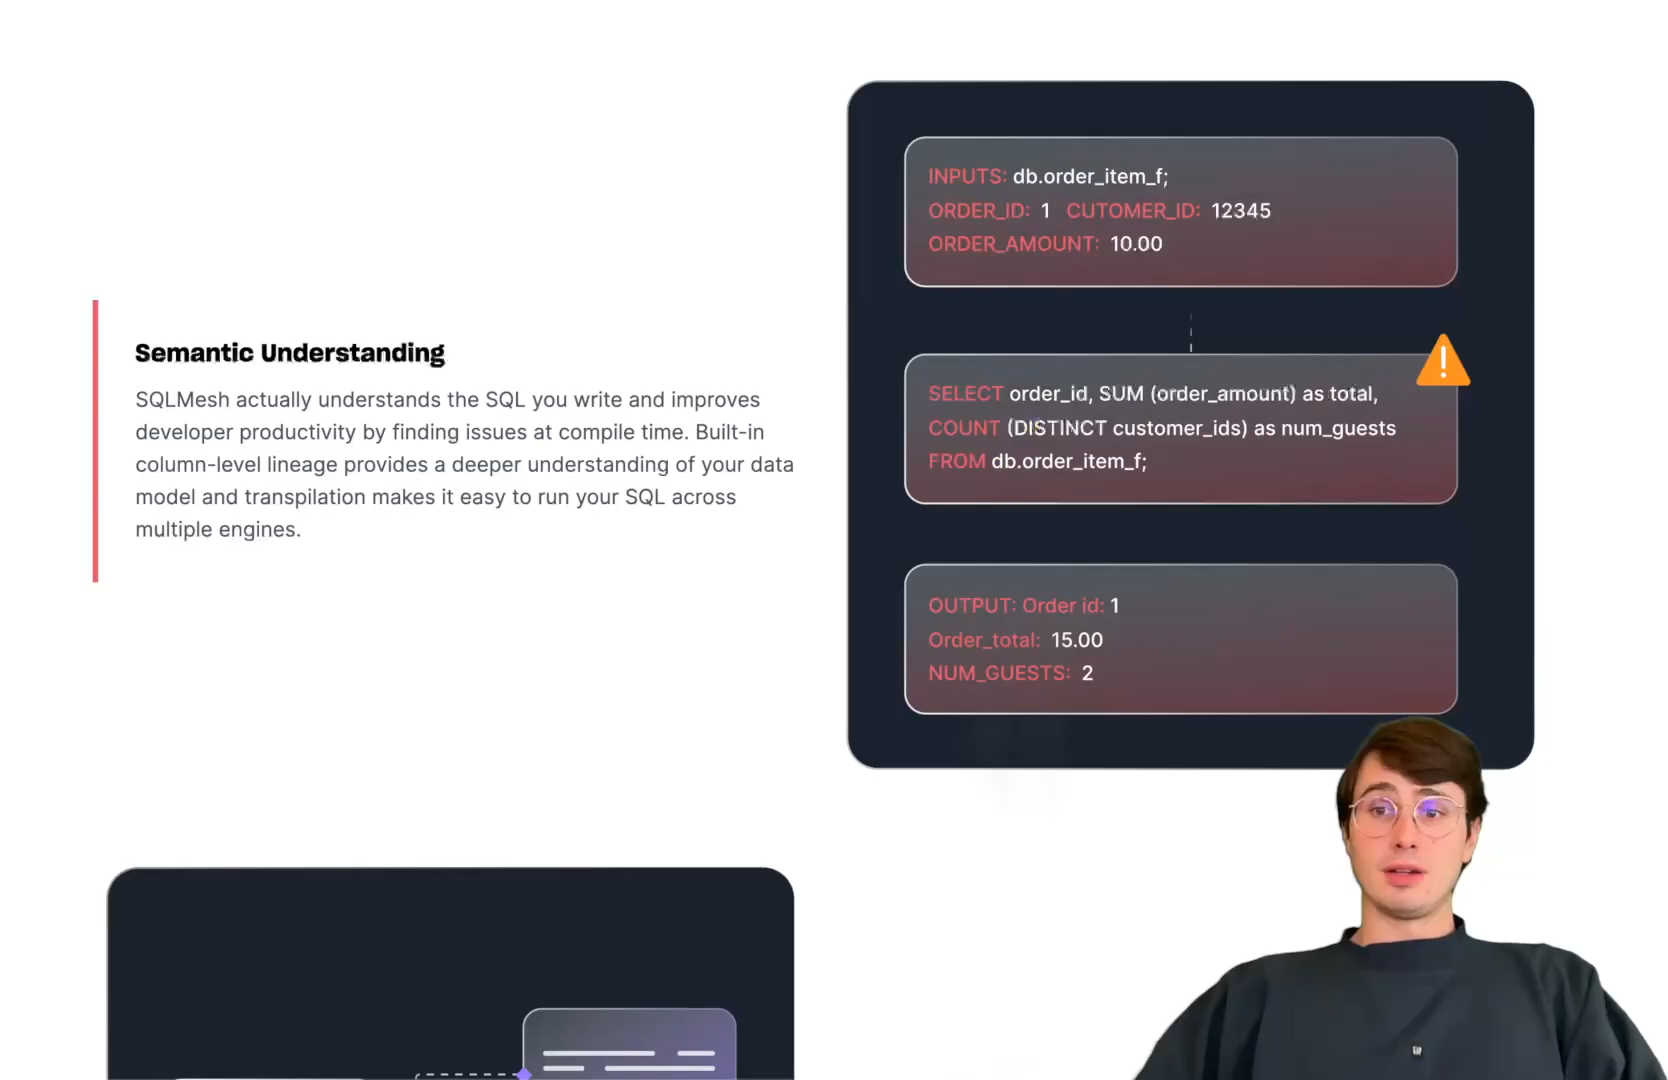 Semantic Understanding
SQLMesh actually understands the SQL you write and improves
developer productivity by finding issues at compile time. Built-in
column-level lineage provides a deeper understanding of your data
model and transpilation makes it easy to run your SQL across
multiple engines.
INPUTS: db.order_item_f;
ORDER_ID: 1 CUTOMER_ID: 12345
ORDER_AMOUNT: 10.00
SELECT order_id, SUM (order_amount) as total,
COUNT (DISTINCT customer_ids) as num_guests
FROM db.order_item_f;
OUTPUT: Order id: 1
Order_total: 15.00
NUM_GUESTS: 2